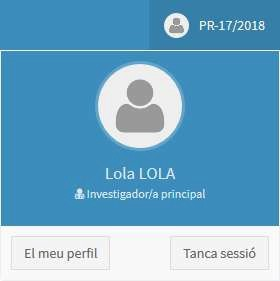 PR-17/2018
Lola LOLA
Investigador/a principal
El meu perfil
Tanca sessió